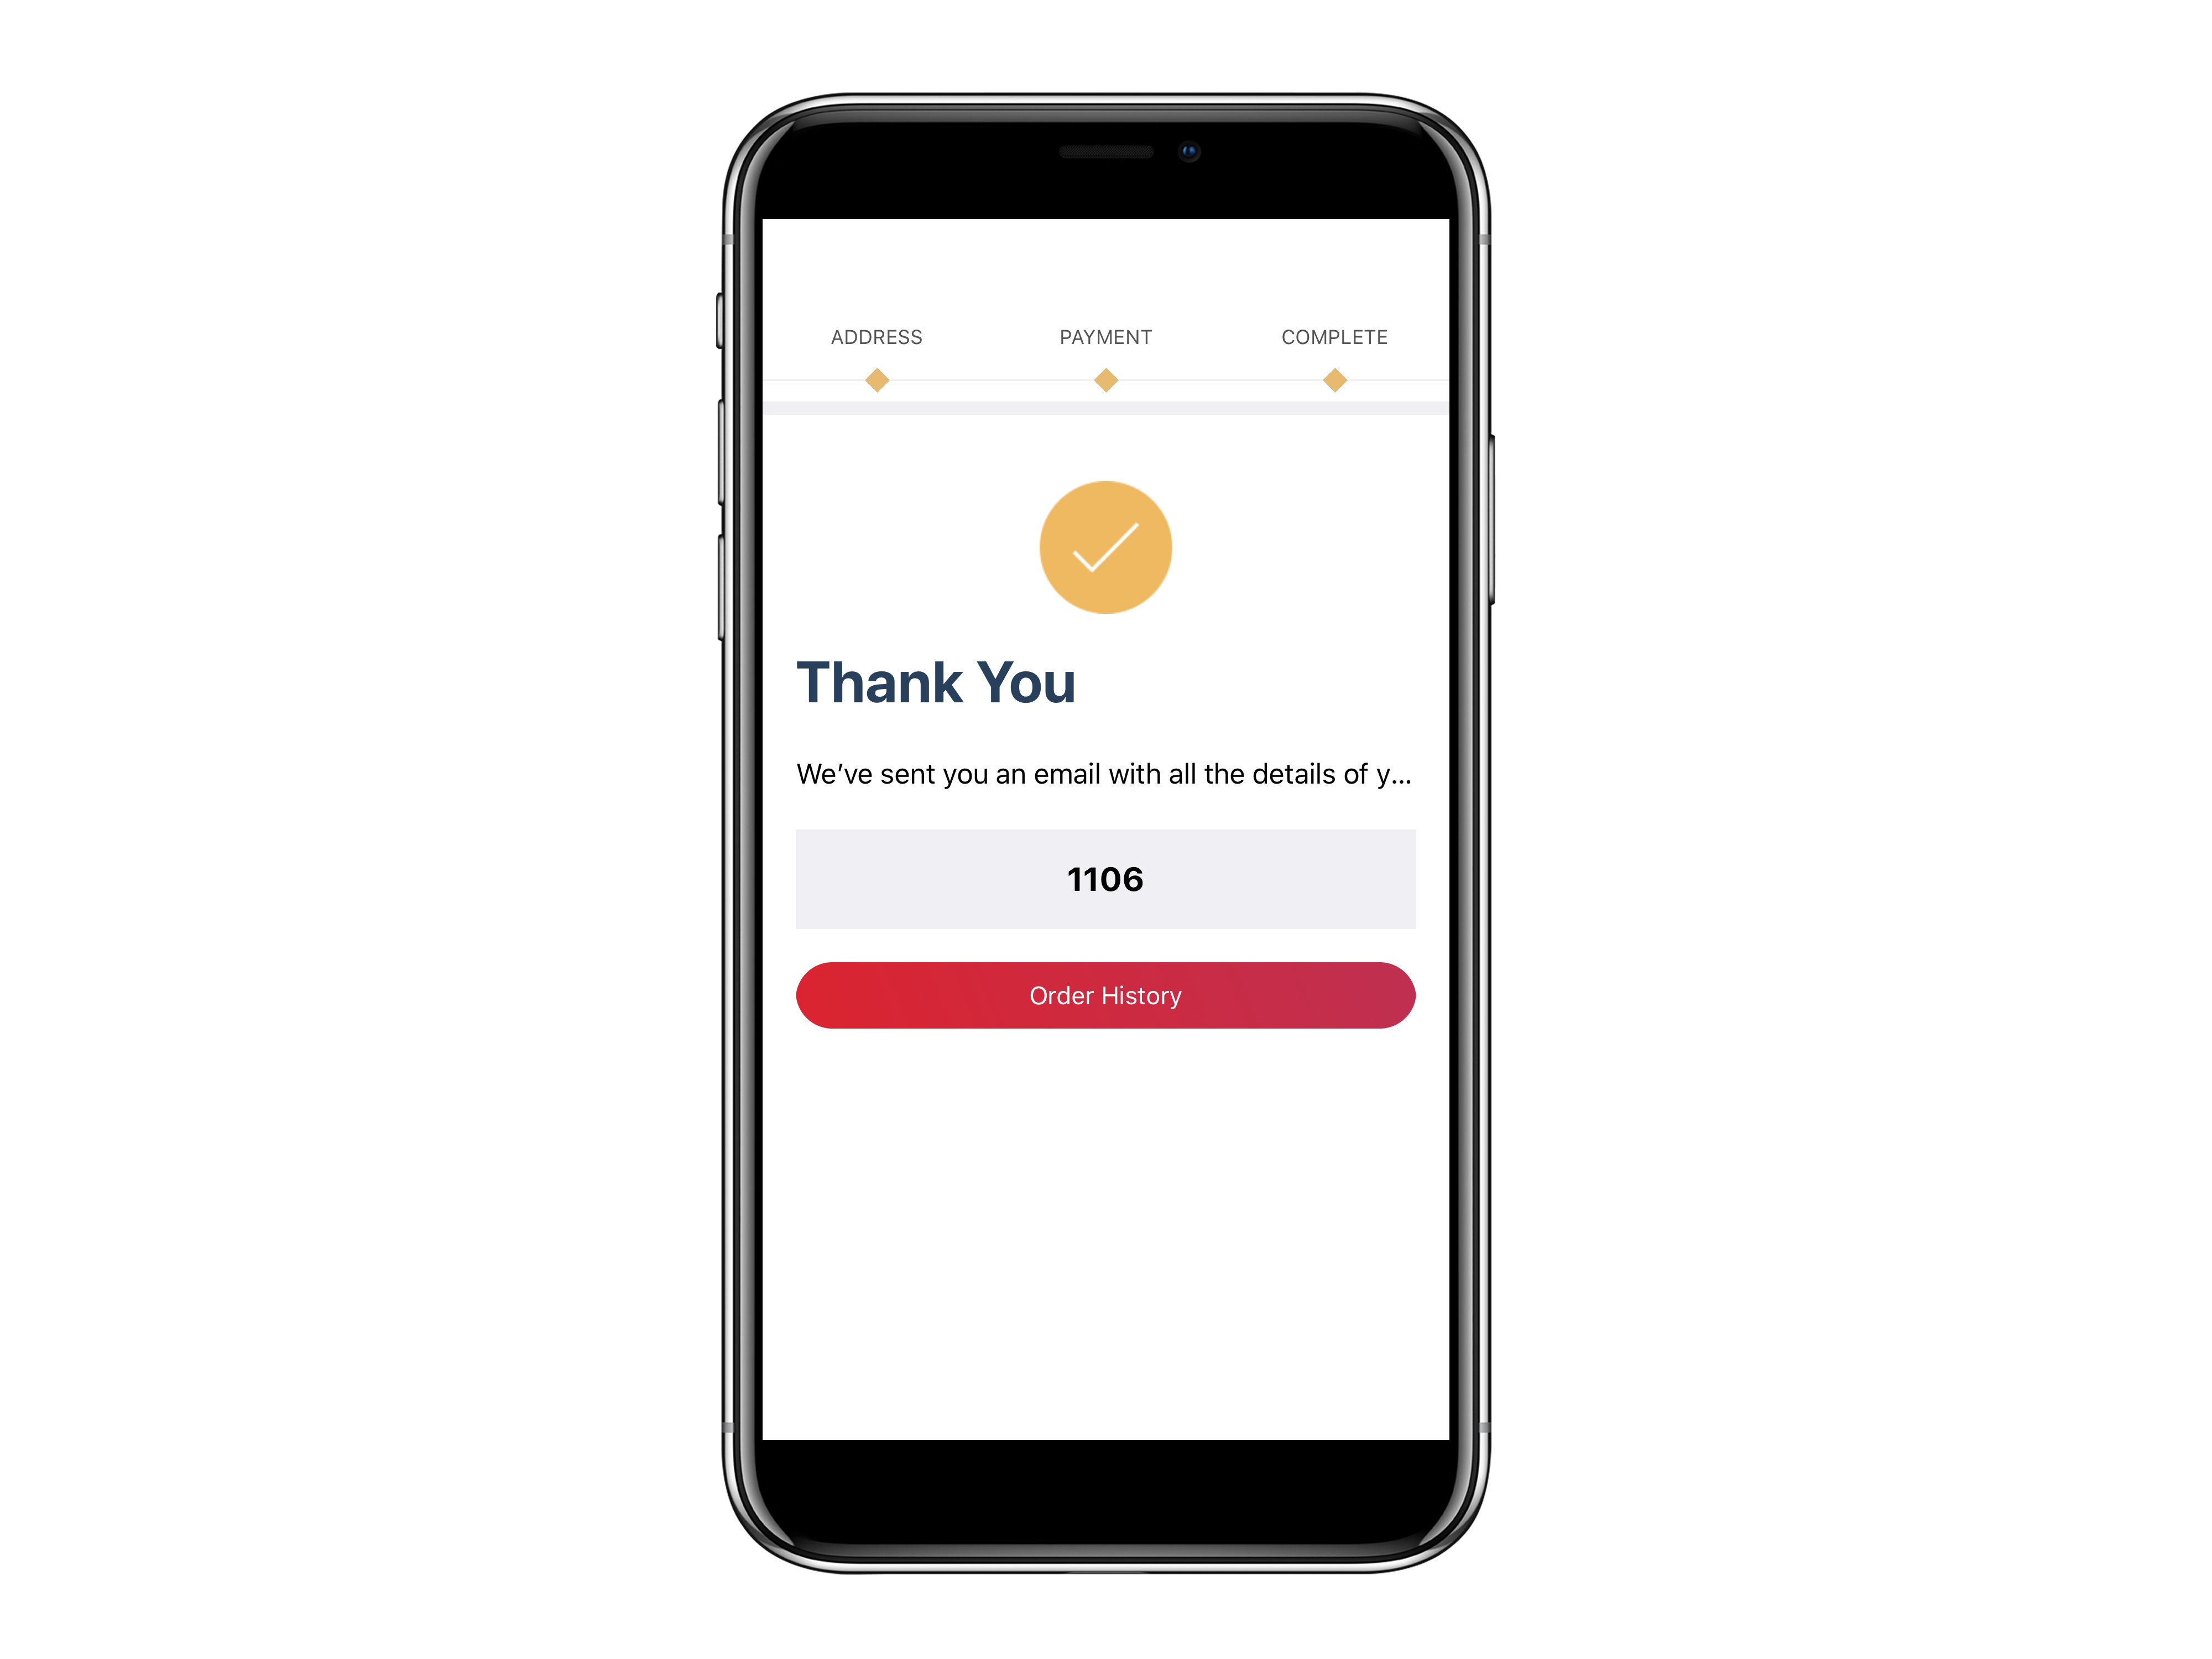 ADDRESS PAYMENT COMPLETE
Thank You
We’ve sent you an email with all the details of y...
1106
Order History